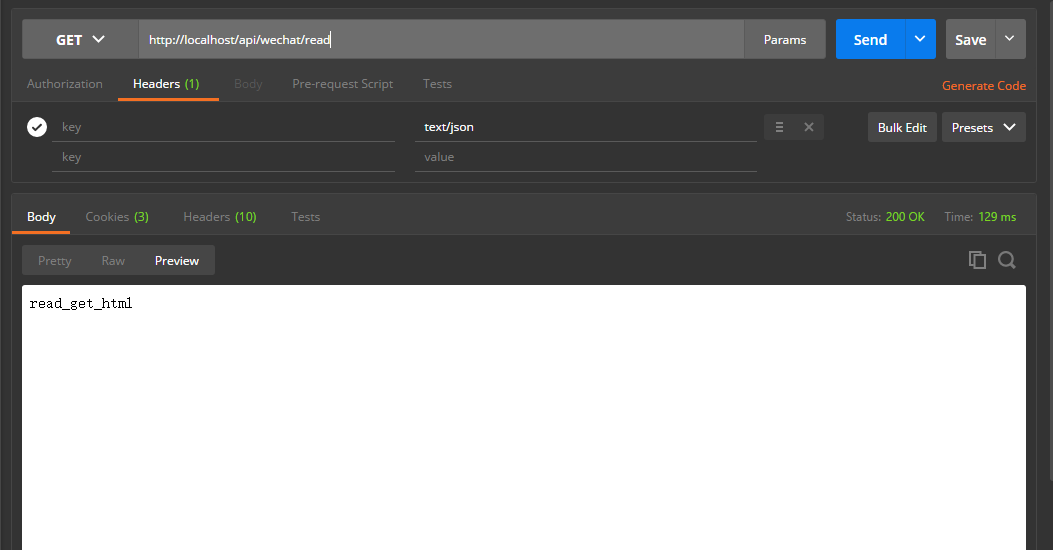 GET http://localhost/api/wechat/read Params Send Save
Authorization Headers (1) Body Pre-request Script Tests Generate Code
key text/json Bulk Edit Presets
key value
Body Cookies (3) Headers (10) Tests Status: 200 OK Time: 129 ms
Pretty Raw Preview
read_get_html